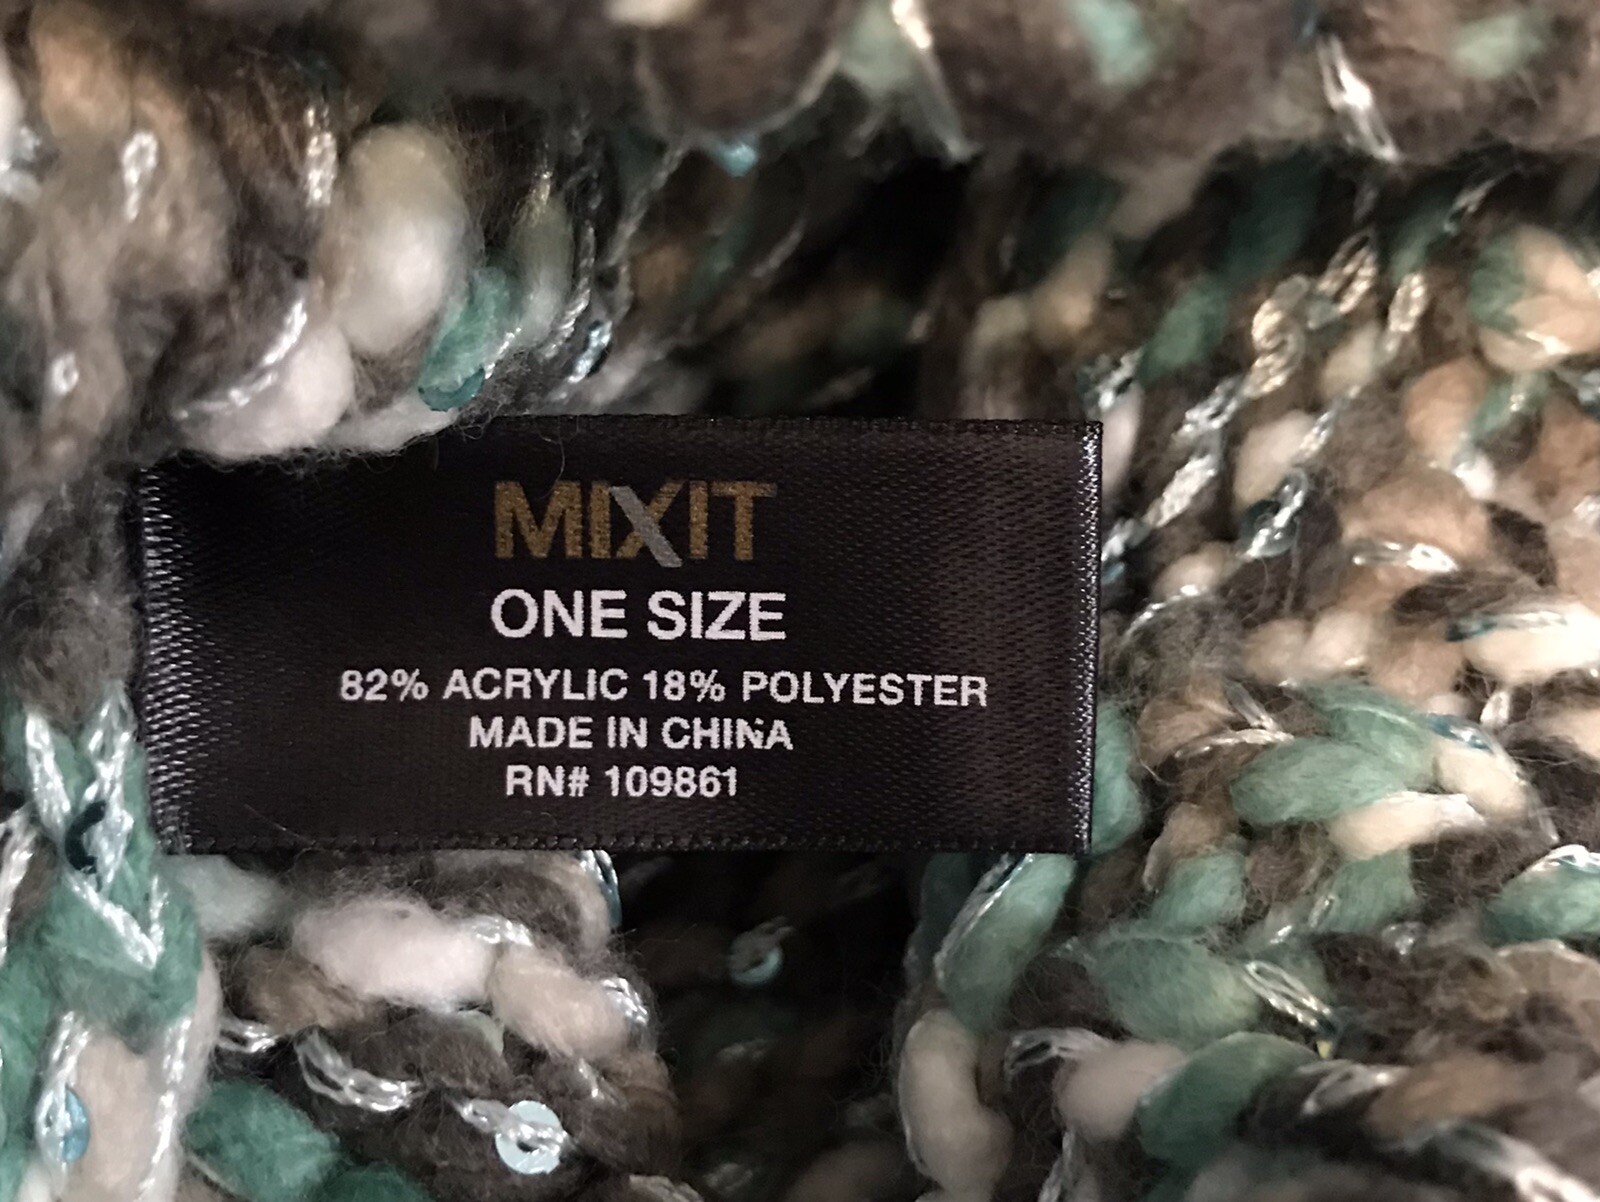 MIXIT
ONE SIZE
82% ACRYLIC 18% POLYESTER
MADE IN CHINA
RN# 109861